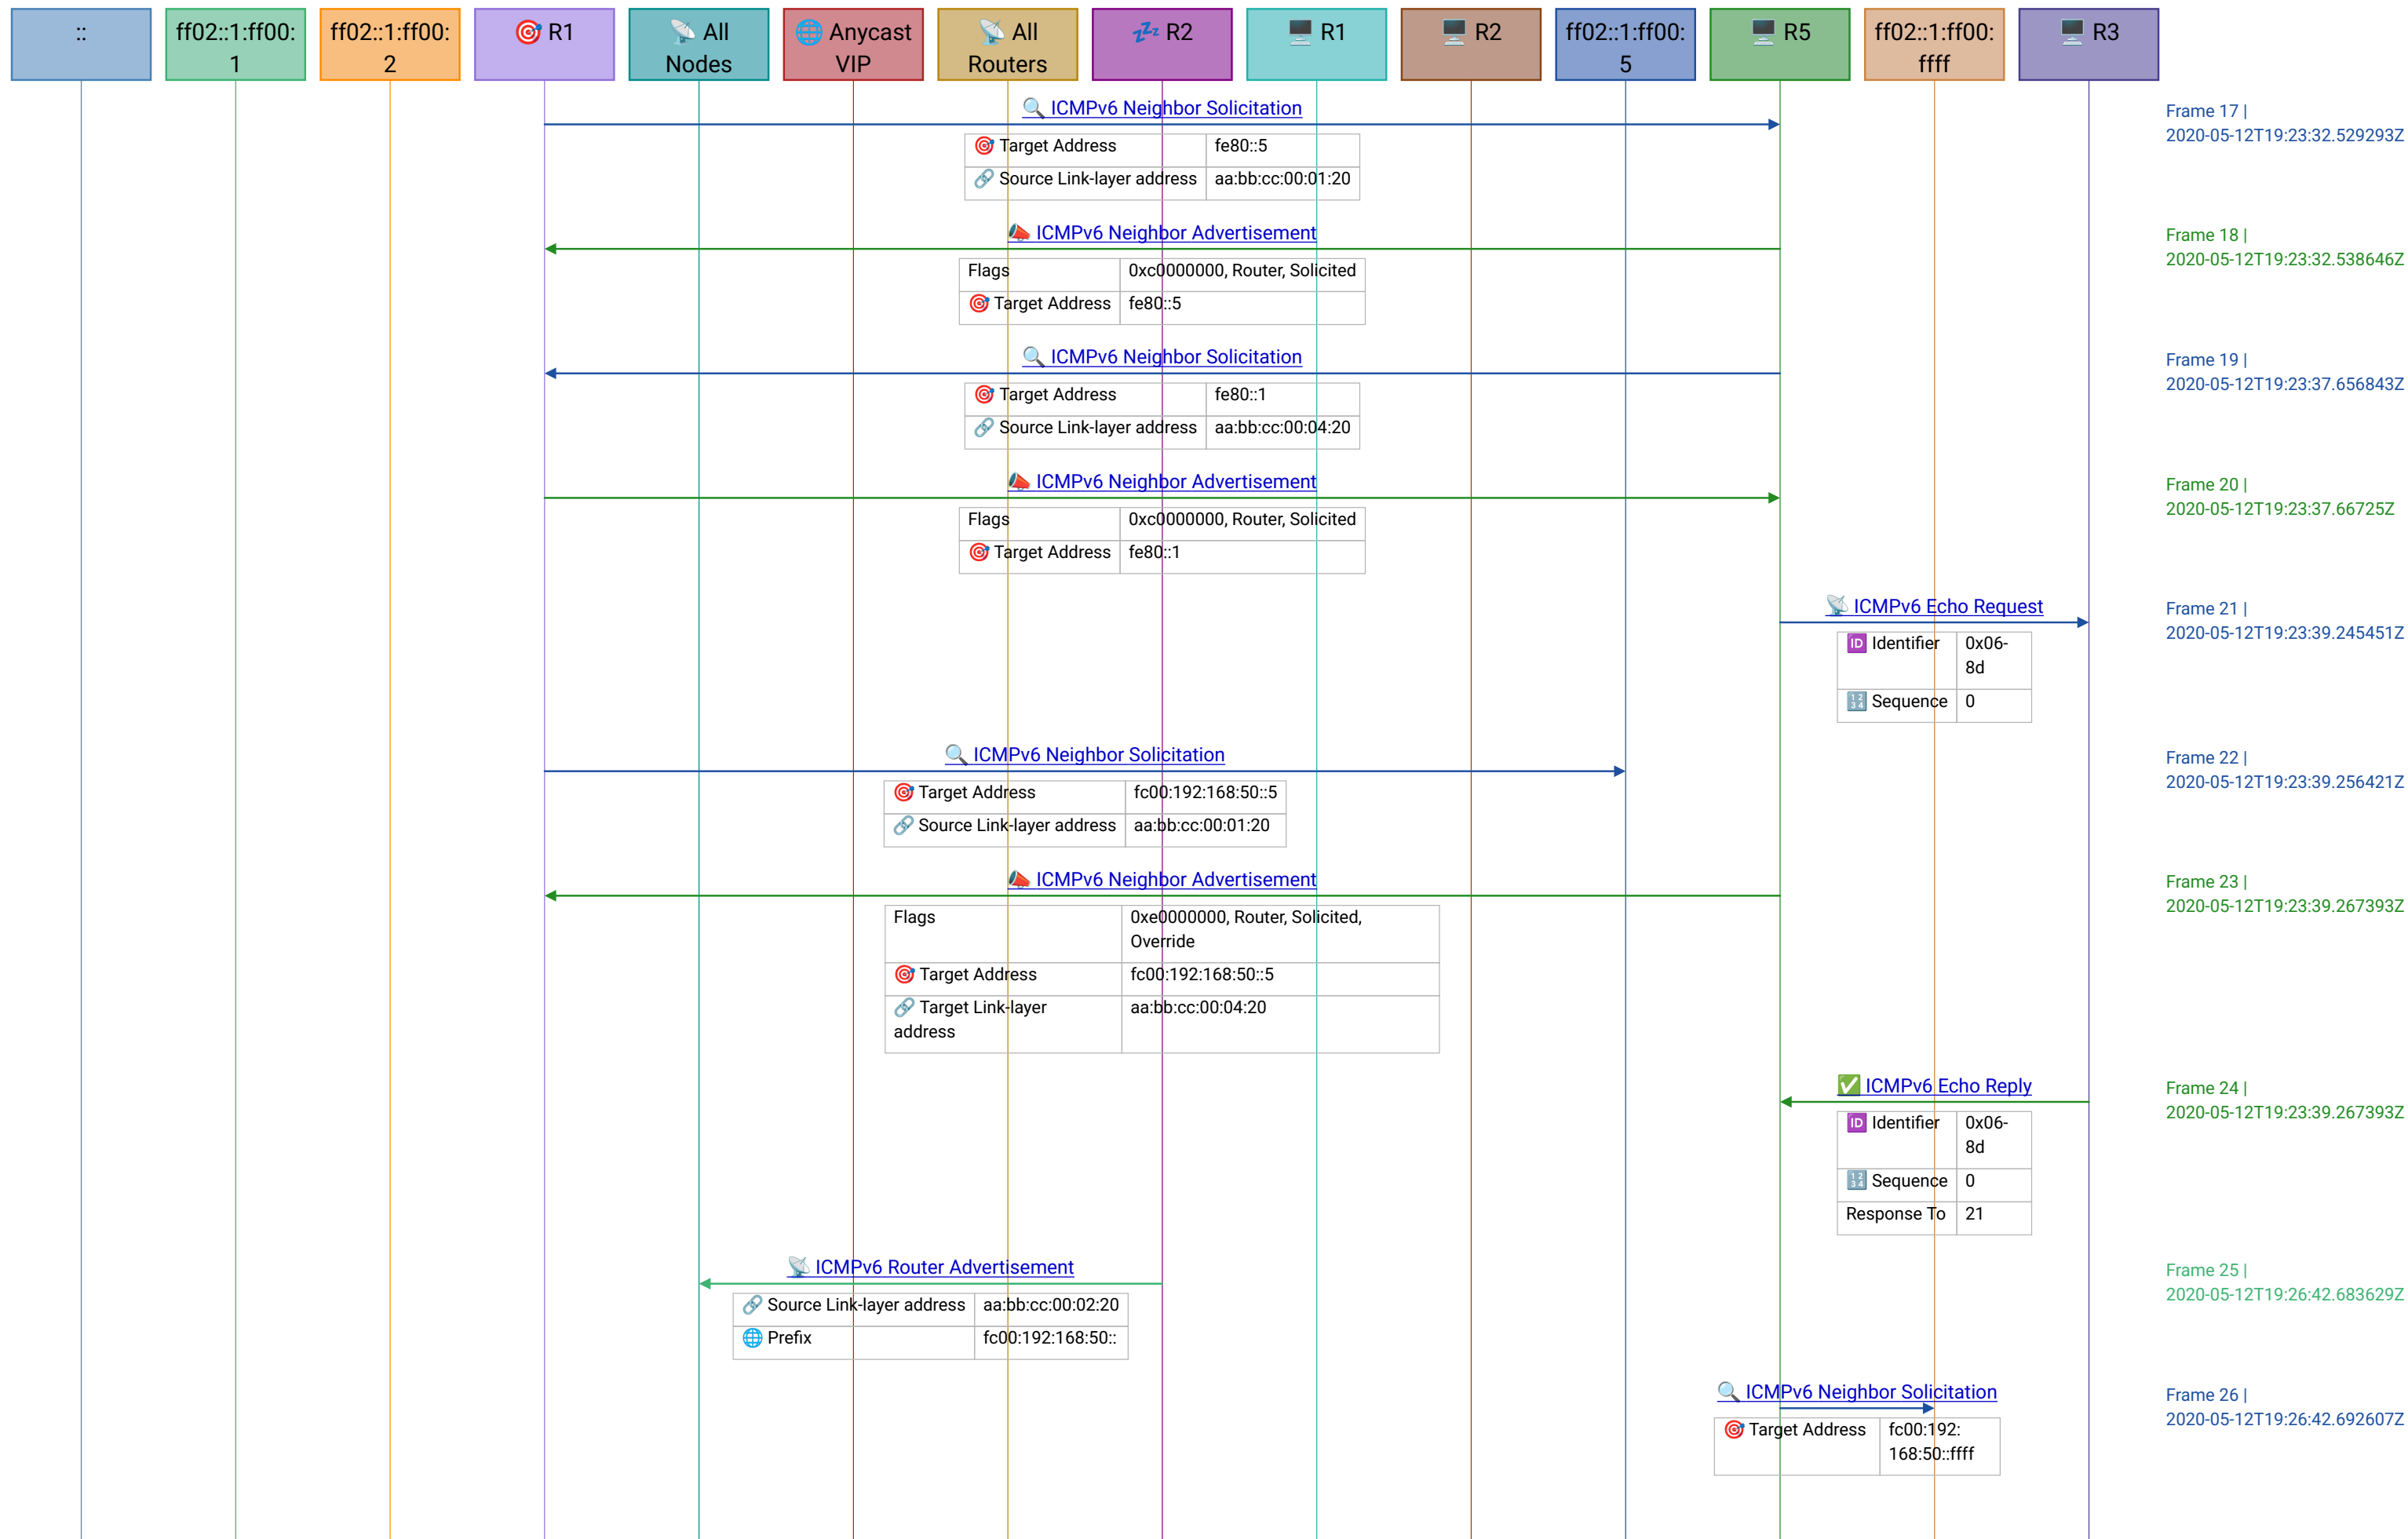 ::
ff02::1:ff00:
1
ff02::1:ff00:
2
🎯 R1
📡 All
Nodes
🌐 Anycast
VIP
📡 All
Routers
💤 R2
🖥️ R1
🖥️ R2
ff02::1:ff00:
5
🖥️ R5
ff02::1:ff00:
ffff
🖥️ R3
🔍 ICMPv6 Neighbor Solicitation
Frame 17 |
2020-05-12T19:23:32.529293Z
🎯 Target Address fe80::5
🔗 Source Link-layer address aa:bb:cc:00:01:20
📣 ICMPv6 Neighbor Advertisement
Frame 18 |
2020-05-12T19:23:32.538646Z
Flags 0xc0000000, Router, Solicited
🎯 Target Address fe80::5
🔍 ICMPv6 Neighbor Solicitation
Frame 19 |
2020-05-12T19:23:37.656843Z
🎯 Target Address fe80::1
🔗 Source Link-layer address aa:bb:cc:00:04:20
📣 ICMPv6 Neighbor Advertisement
Frame 20 |
2020-05-12T19:23:37.66725Z
Flags 0xc0000000, Router, Solicited
🎯 Target Address fe80::1
📡 ICMPv6 Echo Request
Frame 21 |
2020-05-12T19:23:39.245451Z
🆔 Identifier 0x06-
8d
🔢 Sequence 0
🔍 ICMPv6 Neighbor Solicitation
Frame 22 |
2020-05-12T19:23:39.256421Z
🎯 Target Address fc00:192:168:50::5
🔗 Source Link-layer address aa:bb:cc:00:01:20
📣 ICMPv6 Neighbor Advertisement
Frame 23 |
2020-05-12T19:23:39.267393Z
Flags 0xe0000000, Router, Solicited,
Override
🎯 Target Address fc00:192:168:50::5
🔗 Target Link-layer aa:bb:cc:00:04:20
address
✅ ICMPv6 Echo Reply
Frame 24 |
2020-05-12T19:23:39.267393Z
🆔 Identifier 0x06-
8d
🔢 Sequence 0
Response To 21
📡 ICMPv6 Router Advertisement
Frame 25 |
2020-05-12T19:26:42.683629Z
🔗 Source Link-layer address aa:bb:cc:00:02:20
🌐 Prefix fc00:192:168:50::
🔍 ICMPv6 Neighbor Solicitation
Frame 26 |
2020-05-12T19:26:42.692607Z
🎯 Target Address fc00:192:
168:50::ffff